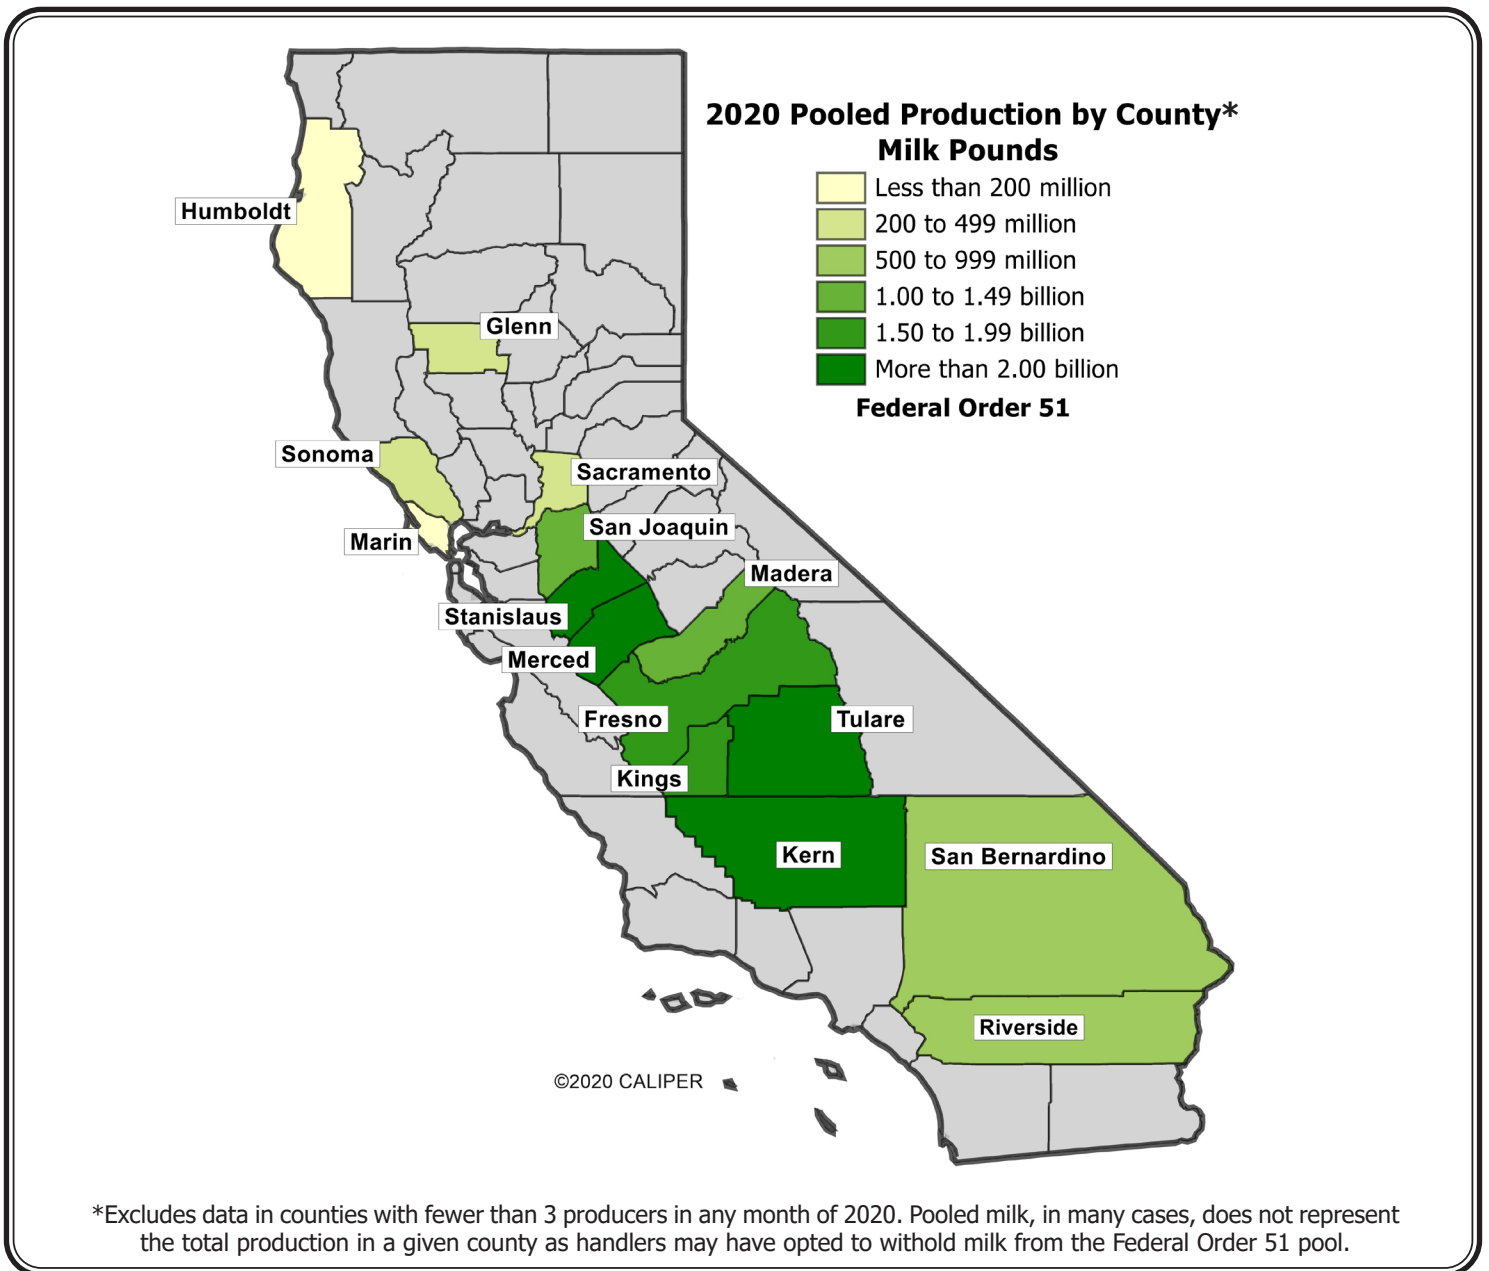 2020 Pooled Production by County*
Milk Pounds
Less than 200 million
200 to 499 million
500 to 999 million
1.00 to 1.49 billion
1.50 to 1.99 billion
More than 2.00 billion
Federal Order 51
Humboldt
Glenn
Sonoma
Sacramento
San Joaquin
Marin
Madera
Stanislaus
Merced
Fresno
Tulare
Kings
Kern
San Bernardino
Riverside
©2020 CALIPER
*Excludes data in counties with fewer than 3 producers in any month of 2020. Pooled milk, in many cases, does not represent
the total production in a given county as handlers may have opted to withold milk from the Federal Order 51 pool.